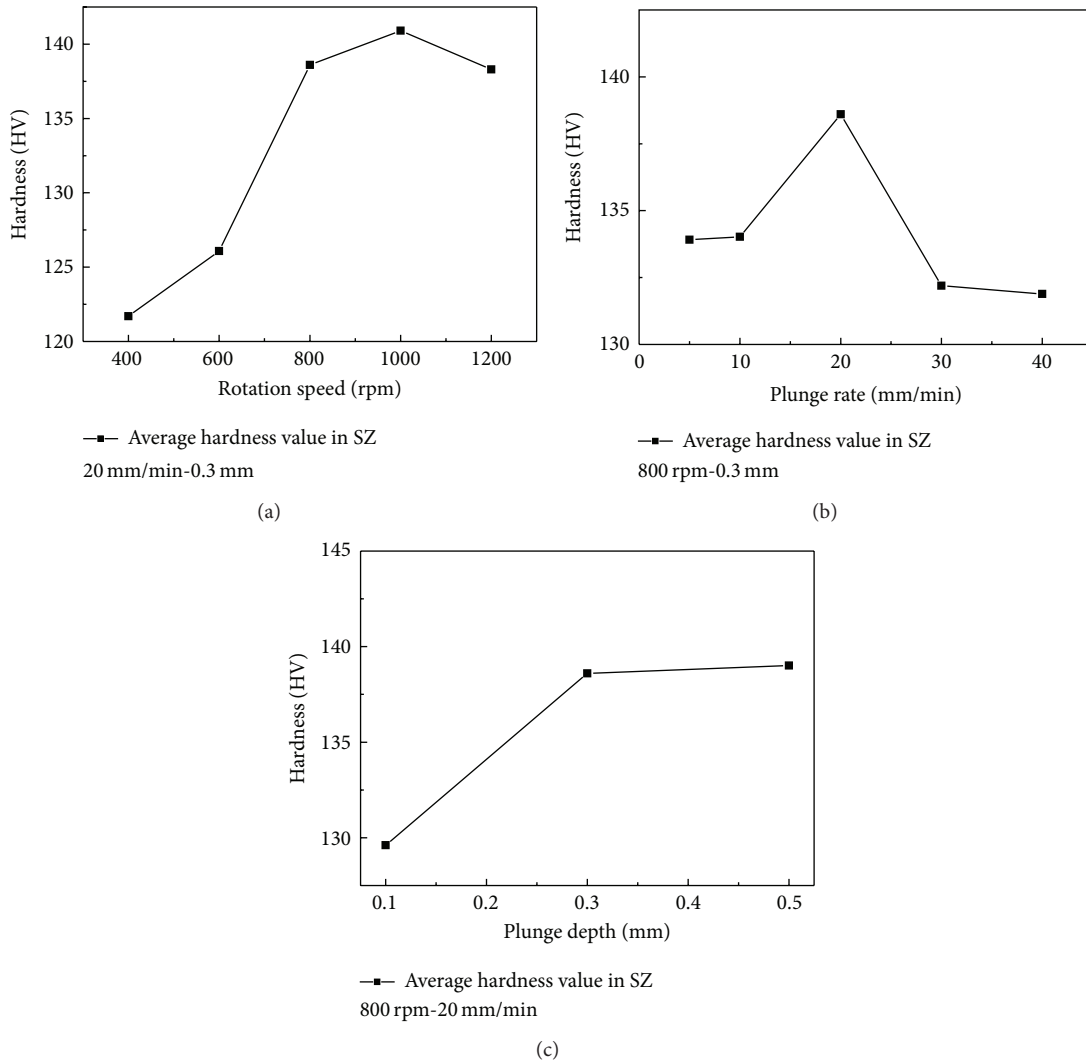 140
135
130
125
120
Hardness (HV)
400 600 800 1000 1200
Rotation speed (rpm)
Average hardness value in SZ
20 mm/min-0.3 mm
(a)
140
135
130
Hardness (HV)
0 10 20 30 40
Plunge rate (mm/min)
Average hardness value in SZ
800 rpm-0.3 mm
(b)
145
140
135
130
Hardness (HV)
0.1 0.2 0.3 0.4 0.5
Plunge depth (mm)
Average hardness value in SZ
800 rpm-20 mm/min
(c)